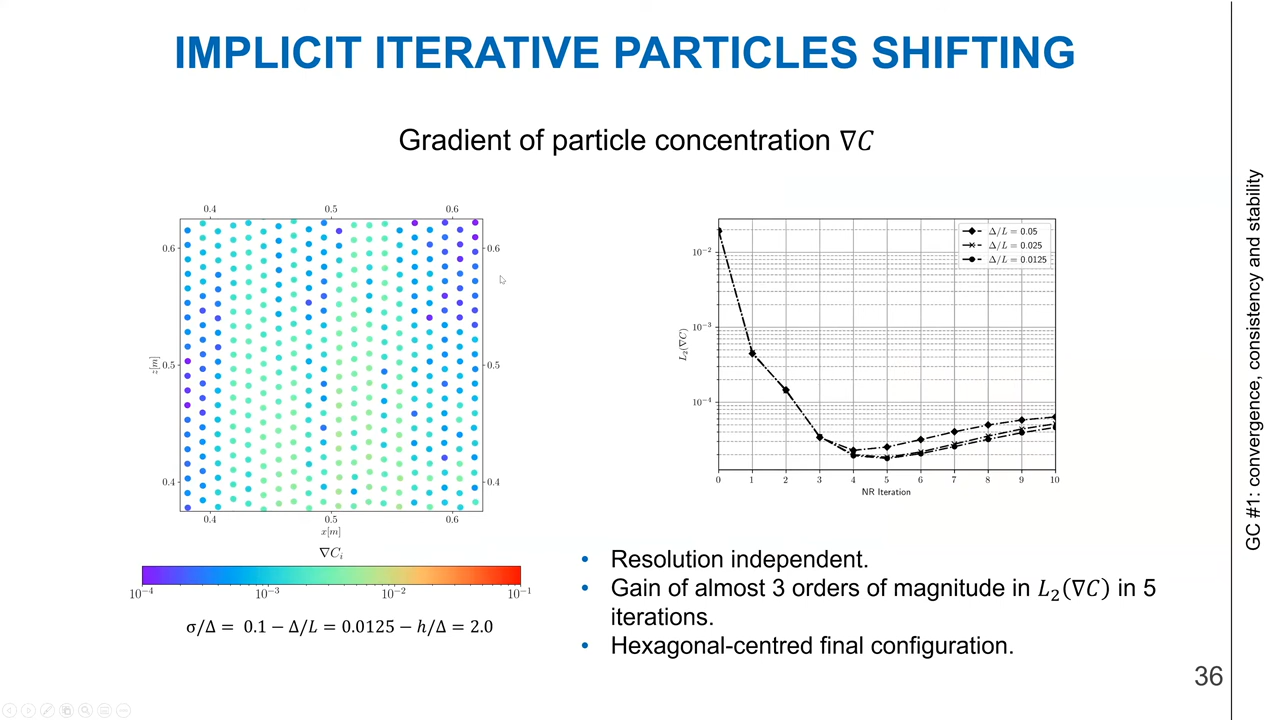 IMPLICIT ITERATIVE PARTICLES SHIFTING
Gradient of particle concentration ∇𝐶
0.4 0.5 0.6
0.6 0.6
0.5 0.5
0.4 0.4
z[m]
0.4 0.5 0.6
x[m]
∇C_i
10^{-4} 10^{-3} 10^{-2} 10^{-1}
σ/Δ = 0.1 − Δ/𝐿 = 0.0125 − ℎ/Δ = 2.0
Δ/L = 0.05
Δ/L = 0.025
Δ/L = 0.0125
10^{-2}
10^{-3}
10^{-4}
L_2(∇C)
0 1 2 3 4 5 6 7 8 9 10
NR Iteration
• Resolution independent.
• Gain of almost 3 orders of magnitude in 𝐿_2(∇𝐶) in 5
iterations.
• Hexagonal-centred final configuration.
GC #1: convergence, consistency and stability
36